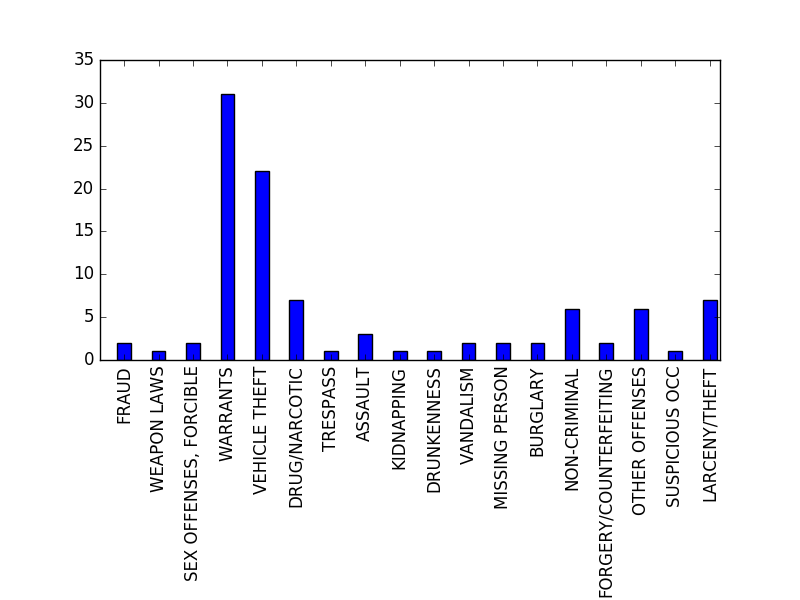 35
30
25
20
15
10
5
0
FRAUD
WEAPON LAWS
SEX OFFENSES, FORCIBLE
WARRANTS
VEHICLE THEFT
DRUG/NARCOTIC
TRESPASS
ASSAULT
KIDNAPPING
DRUNKENNESS
VANDALISM
MISSING PERSON
BURGLARY
NON-CRIMINAL
FORGERY/COUNTERFEITING
OTHER OFFENSES
SUSPICIOUS OCC
LARCENY/THEFT